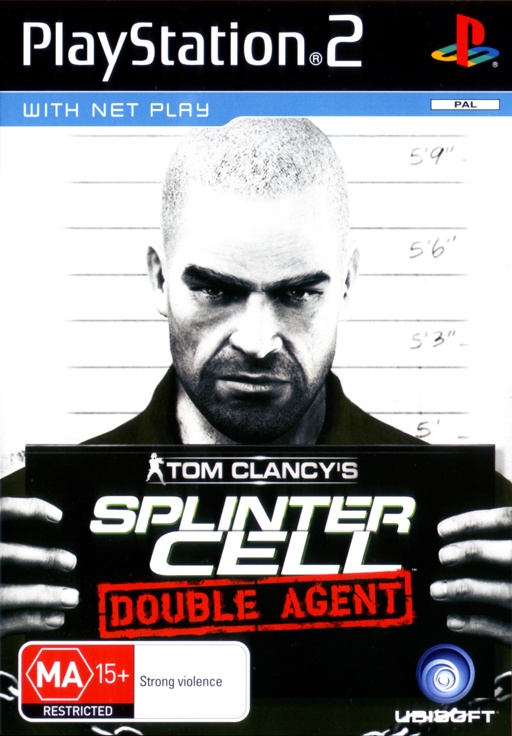 PlayStation®2
WITH NET PLAY
PAL
5'9"
5'6"
5'3"
5'
TOM CLANCY'S
SPLINTER
CELL™
DOUBLE AGENT
MA 15+
Strong violence
RESTRICTED
UBISOFT